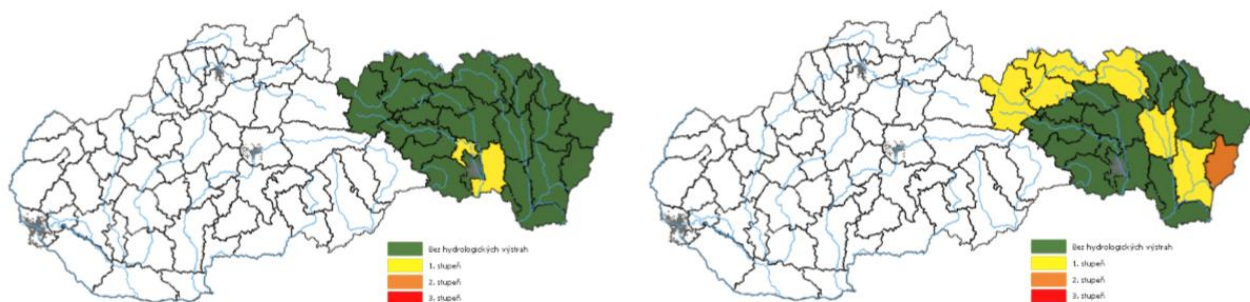 Bez hydrologických výstrah
1. stupeň
2. stupeň
3. stupeň
Bez hydrologických výstrah
1. stupeň
2. stupeň
3. stupeň